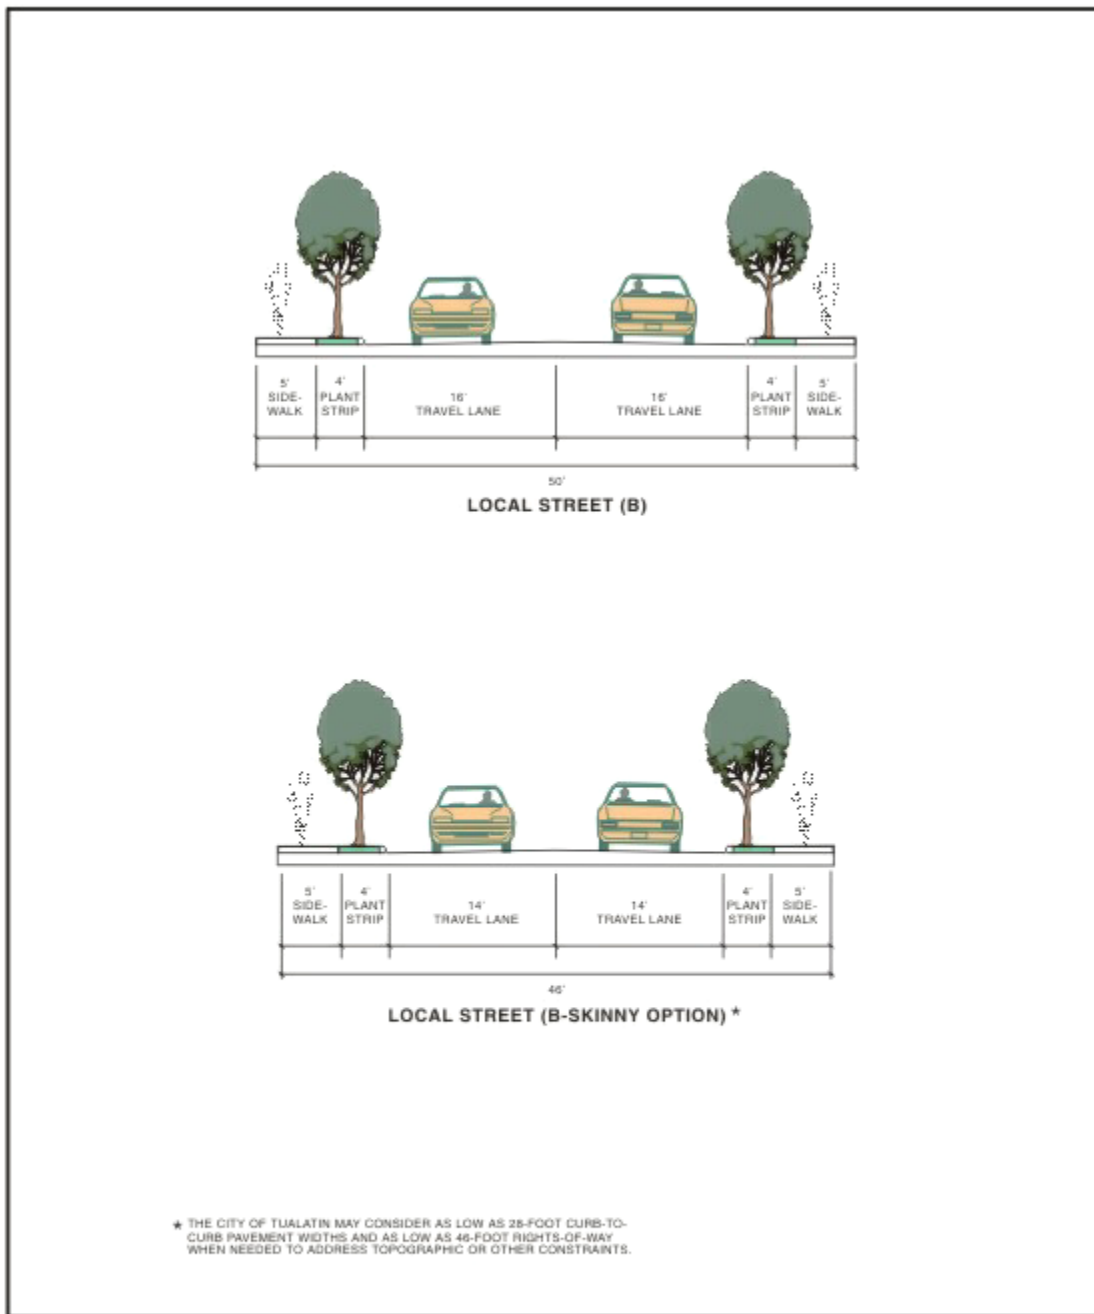 5'
SIDE-
WALK
4'
PLANT
STRIP
16'
TRAVEL LANE
16'
TRAVEL LANE
4'
PLANT
STRIP
5'
SIDE-
WALK
50'
LOCAL STREET (B)
5'
SIDE-
WALK
4'
PLANT
STRIP
14'
TRAVEL LANE
14'
TRAVEL LANE
4'
PLANT
STRIP
5'
SIDE-
WALK
46'
LOCAL STREET (B-SKINNY OPTION) *
* THE CITY OF TUALATIN MAY CONSIDER AS LOW AS 28-FOOT CURB-TO-
CURB PAVEMENT WIDTHS AND AS LOW AS 46-FOOT RIGHTS-OF-WAY
WHEN NEEDED TO ADDRESS TOPOGRAPHIC OR OTHER CONSTRAINTS.